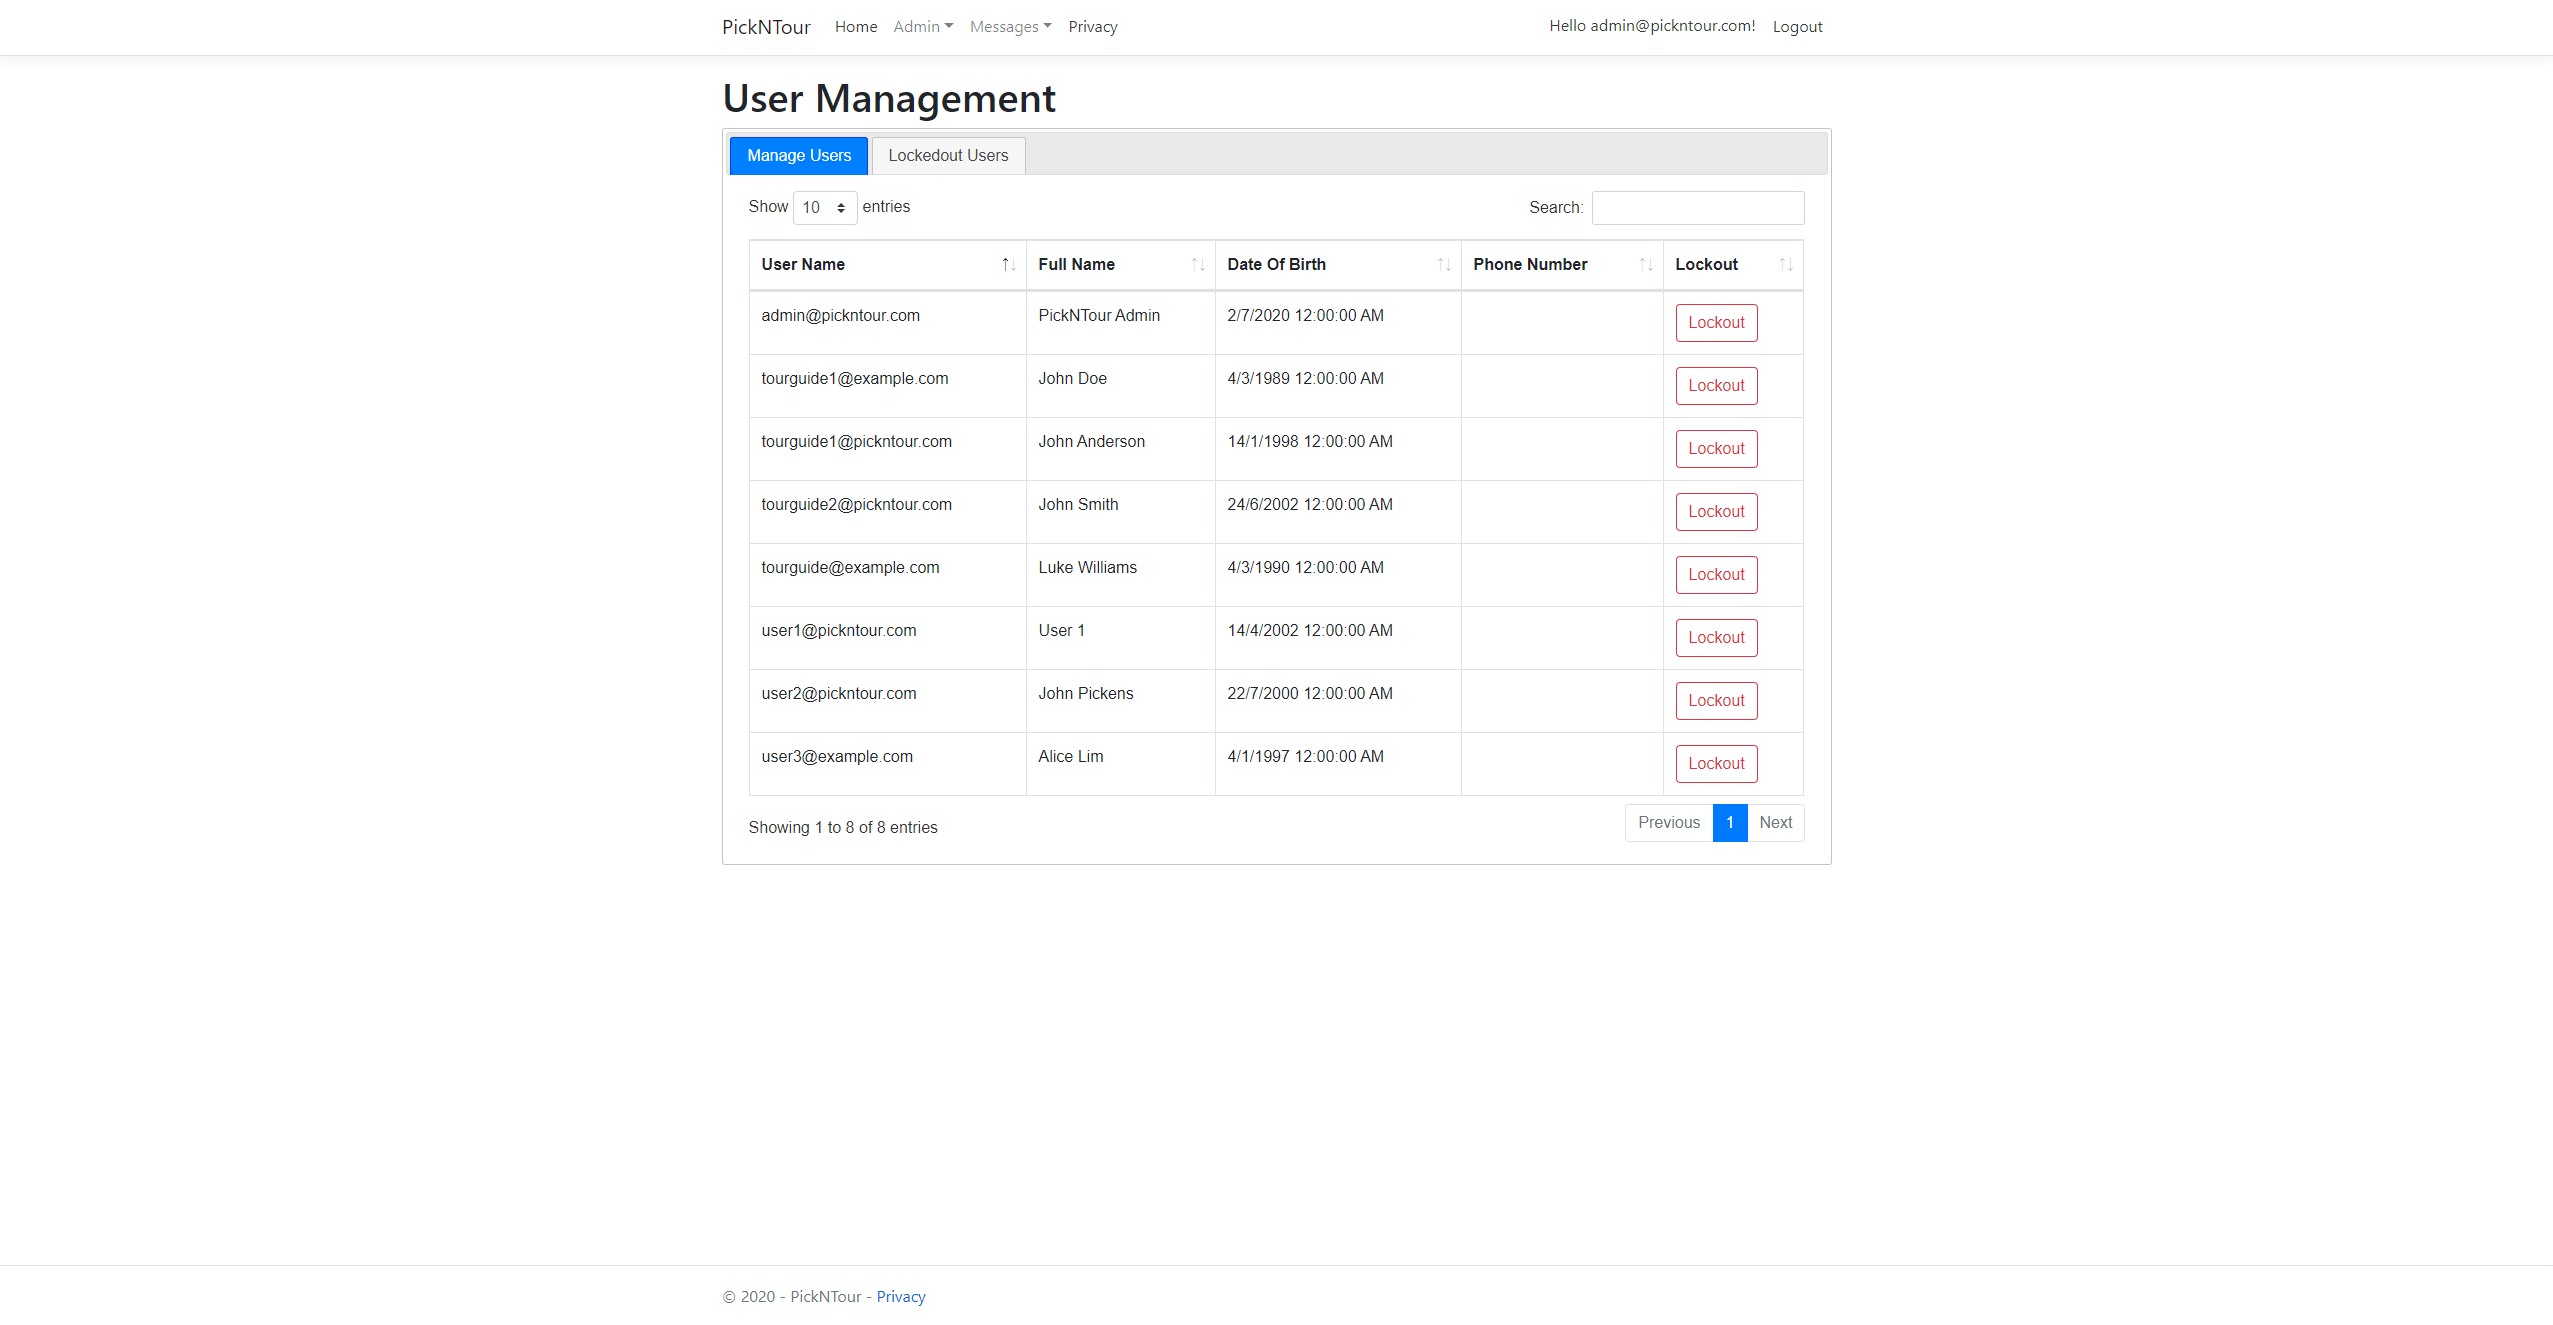 PickNTour Home Admin Messages Privacy Hello admin@pickntour.com! Logout
User Management
Manage Users Lockedout Users
Show 10 entries Search:
User Name Full Name Date Of Birth Phone Number Lockout
admin@pickntour.com PickNTour Admin 2/7/2020 12:00:00 AM Lockout
tourguide1@example.com John Doe 4/3/1989 12:00:00 AM Lockout
tourguide1@pickntour.com John Anderson 14/1/1998 12:00:00 AM Lockout
tourguide2@pickntour.com John Smith 24/6/2002 12:00:00 AM Lockout
tourguide@example.com Luke Williams 4/3/1990 12:00:00 AM Lockout
user1@pickntour.com User 1 14/4/2002 12:00:00 AM Lockout
user2@pickntour.com John Pickens 22/7/2000 12:00:00 AM Lockout
user3@example.com Alice Lim 4/1/1997 12:00:00 AM Lockout
Showing 1 to 8 of 8 entries Previous 1 Next
© 2020 - PickNTour - Privacy